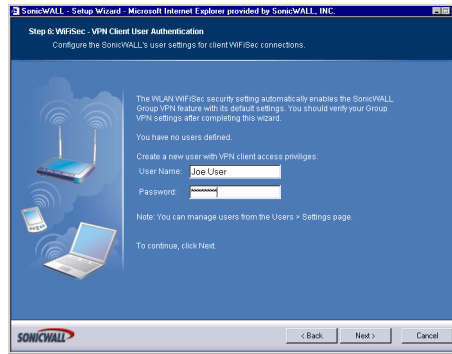 SonicWALL - Setup Wizard - Microsoft Internet Explorer provided by SonicWALL, INC.
Step 6: WiFiSec - VPN Client User Authentication
Configure the SonicWALL's user settings for client WiFiSec connections.
The WLAN WiFiSec security setting automatically enables the SonicWALL
Group VPN feature with its default settings. You should verify your Group
VPN settings after completing this wizard.
You have no users defined.
Create a new user with VPN client access priviliges:
User Name: Joe User
Password: ********
Note: You can manage users from the Users > Settings page.
To continue, click Next.
SONICWALL
< Back Next > Cancel